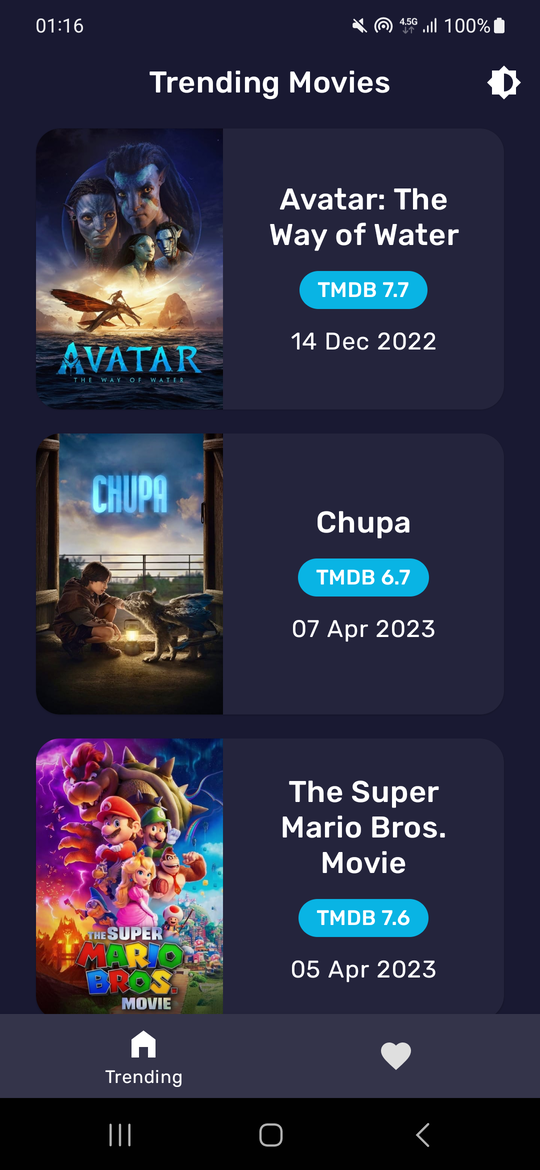 01:16
4.5G
100%
Trending Movies
AVATAR
THE WAY OF WATER
Avatar: The
Way of Water
TMDB 7.7
14 Dec 2022
CHUPA
Chupa
TMDB 6.7
07 Apr 2023
THE SUPER
MARIO
BROS.
MOVIE
The Super
Mario Bros.
Movie
TMDB 7.6
05 Apr 2023
Trending